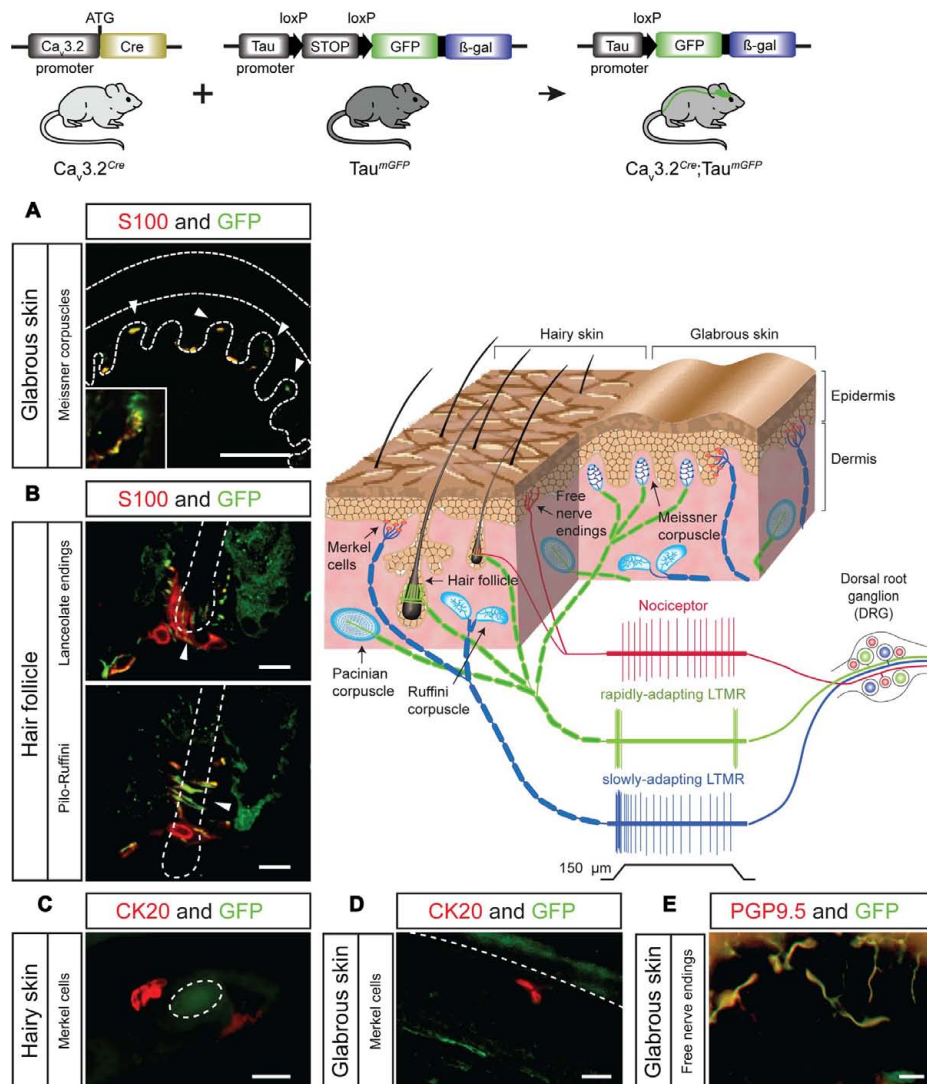 ATG
loxP
loxP
loxP
Cav3.2
Cre
Tau
STOP
GFP
ß-gal
Tau
GFP
ß-gal
promoter
promoter
promoter
+
Cav3.2Cre
TaumGFP
Cav3.2Cre;TaumGFP
A
S100 and GFP
Glabrous skin
Meissner corpuscles
B
S100 and GFP
Hair follicle
Lanceolate endings
Pilo-Ruffini
Hairy skin
Glabrous skin
Epidermis
Dermis
Free
nerve
endings
Meissner
corpuscle
Merkel
cells
Hair follicle
Pacinian
corpuscle
Ruffini
corpuscle
Dorsal root
ganglion
(DRG)
Nociceptor
rapidly-adapting LTMR
slowly-adapting LTMR
150 µm
C
CK20 and GFP
Hairy skin
Merkel cells
D
CK20 and GFP
Glabrous skin
Merkel cells
E
PGP9.5 and GFP
Glabrous skin
Free nerve endings